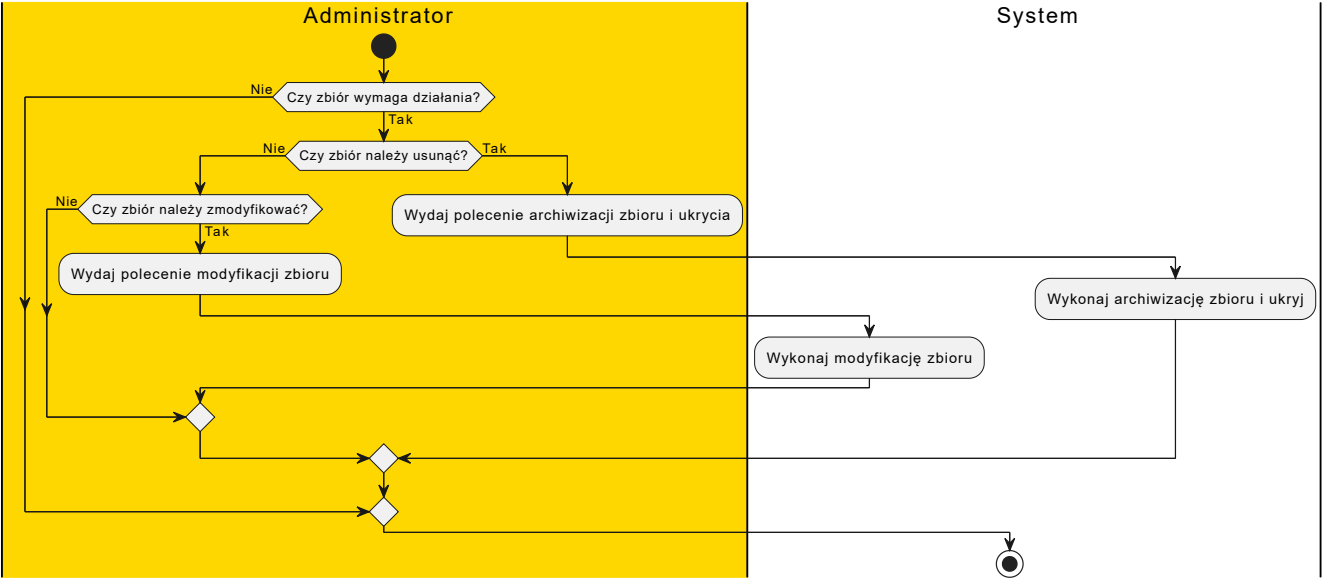 Administrator
System
Nie
Czy zbiór wymaga działania?
Tak
Nie
Czy zbiór należy usunąć?
Tak
Nie
Czy zbiór należy zmodyfikować?
Wydaj polecenie archiwizacji zbioru i ukrycia
Tak
Wydaj polecenie modyfikacji zbioru
Wykonaj archiwizację zbioru i ukryj
Wykonaj modyfikację zbioru